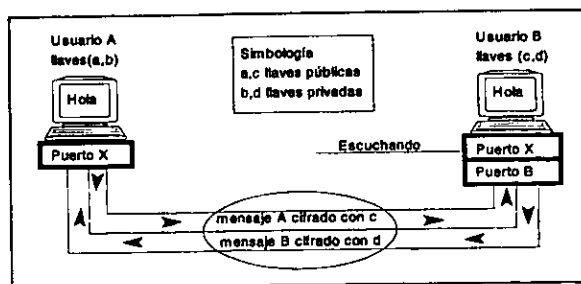 Usuario A
llaves(a,b)
Hola
Puerto X
Simbología
a,c llaves públicas
b,d llaves privadas
Usuario B
llaves (c,d)
Hola
Escuchando
Puerto X
Puerto B
mensaje A cifrado con c
mensaje B cifrado con d